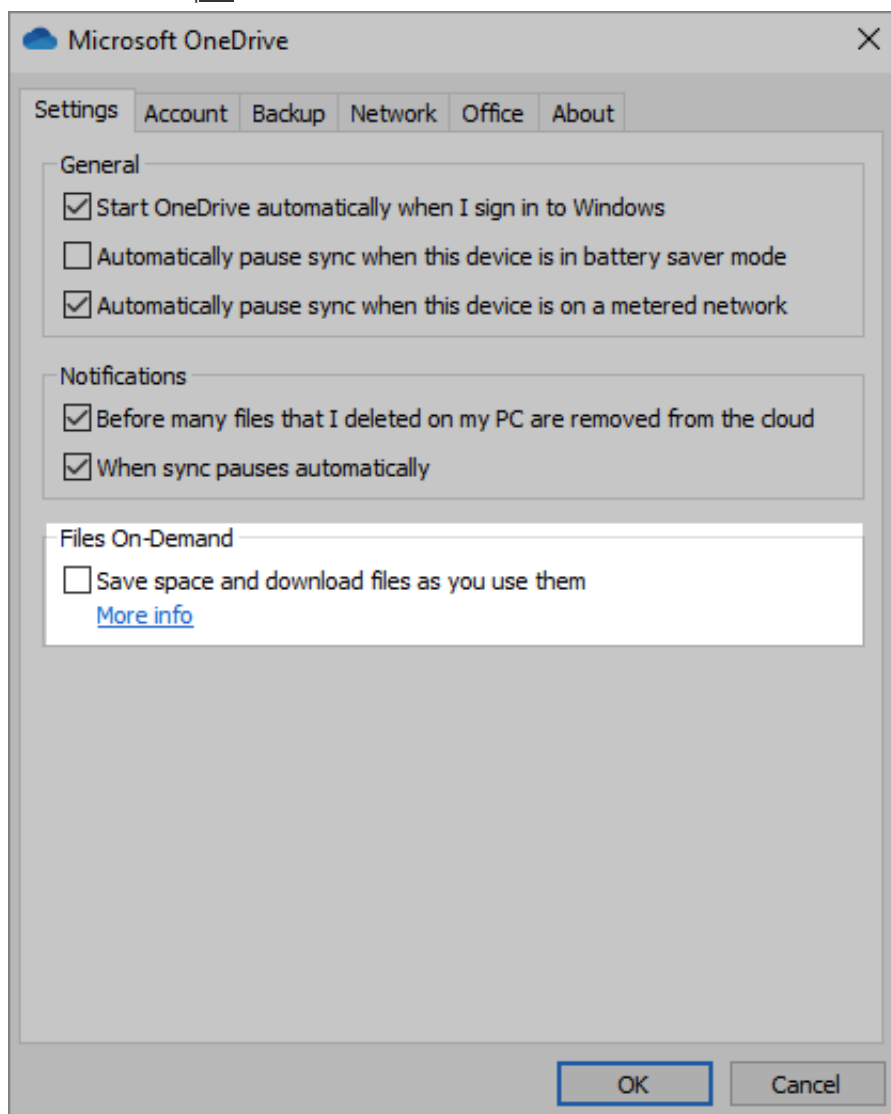 Microsoft OneDrive
Settings Account Backup Network Office About
General
Start OneDrive automatically when I sign in to Windows
Automatically pause sync when this device is in battery saver mode
Automatically pause sync when this device is on a metered network
Notifications
Before many files that I deleted on my PC are removed from the cloud
When sync pauses automatically
Files On-Demand
Save space and download files as you use them
More info
OK Cancel